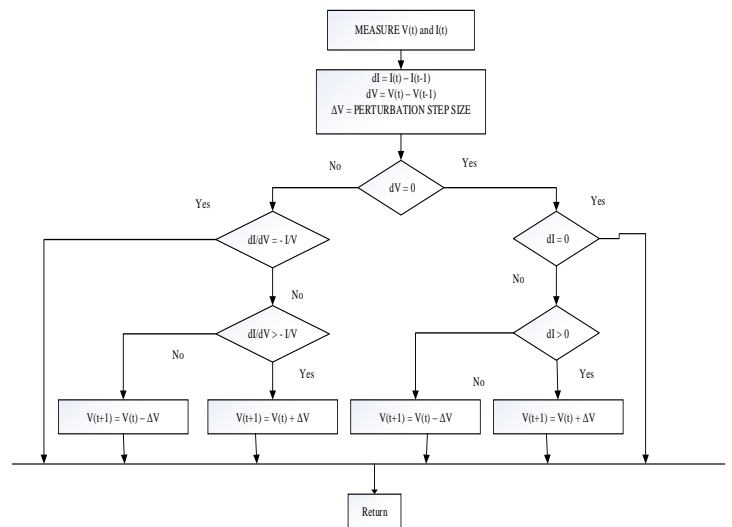 MEASURE V(t) and I(t)
dI = I(t) – I(t-1)
dV = V(t) – V(t-1)
ΔV = PERTURBATION STEP SIZE
No
Yes
dV = 0
Yes
Yes
dI/dV = - I/V
dI = 0
No
No
dI/dV > - I/V
dI > 0
No
Yes
No
Yes
V(t+1) = V(t) – ΔV
V(t+1) = V(t) + ΔV
V(t+1) = V(t) – ΔV
V(t+1) = V(t) + ΔV
Return